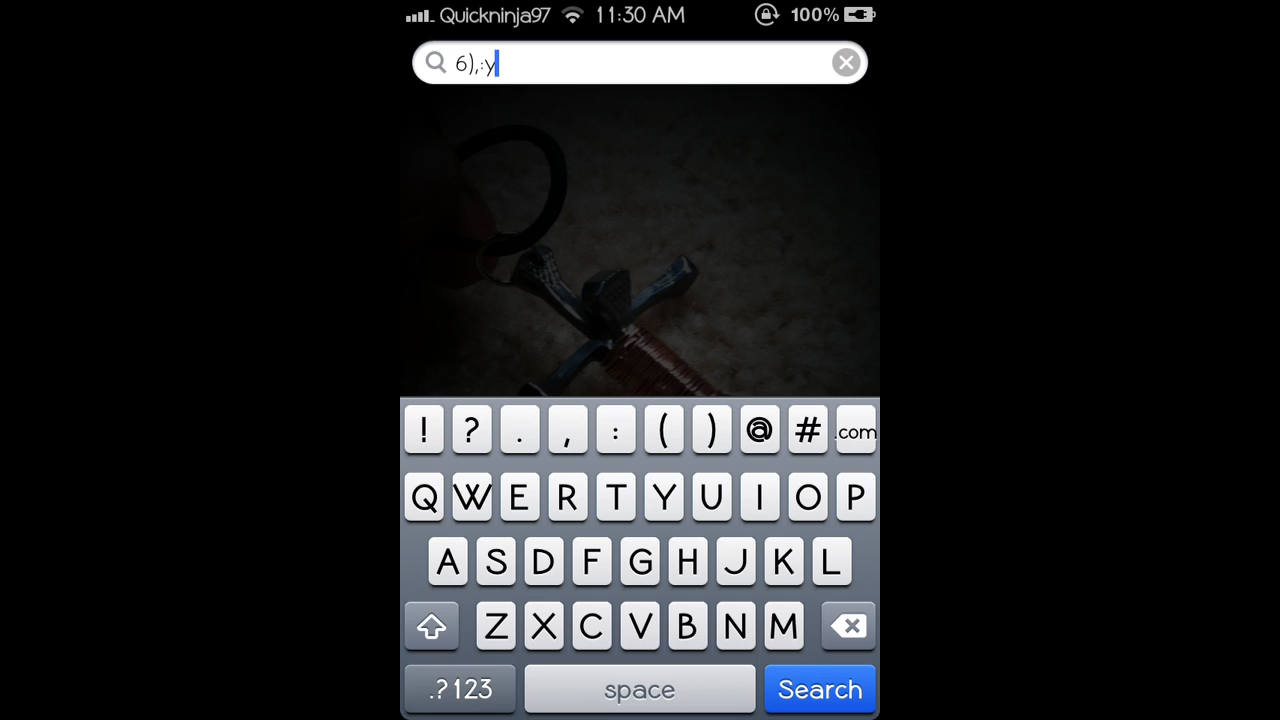 Quickninja97 11:30 AM 100%
6),:y
! ? . , : ( ) @ # .com
Q W E R T Y U I O P
A S D F G H J K L
Z X C V B N M
.?123 space Search